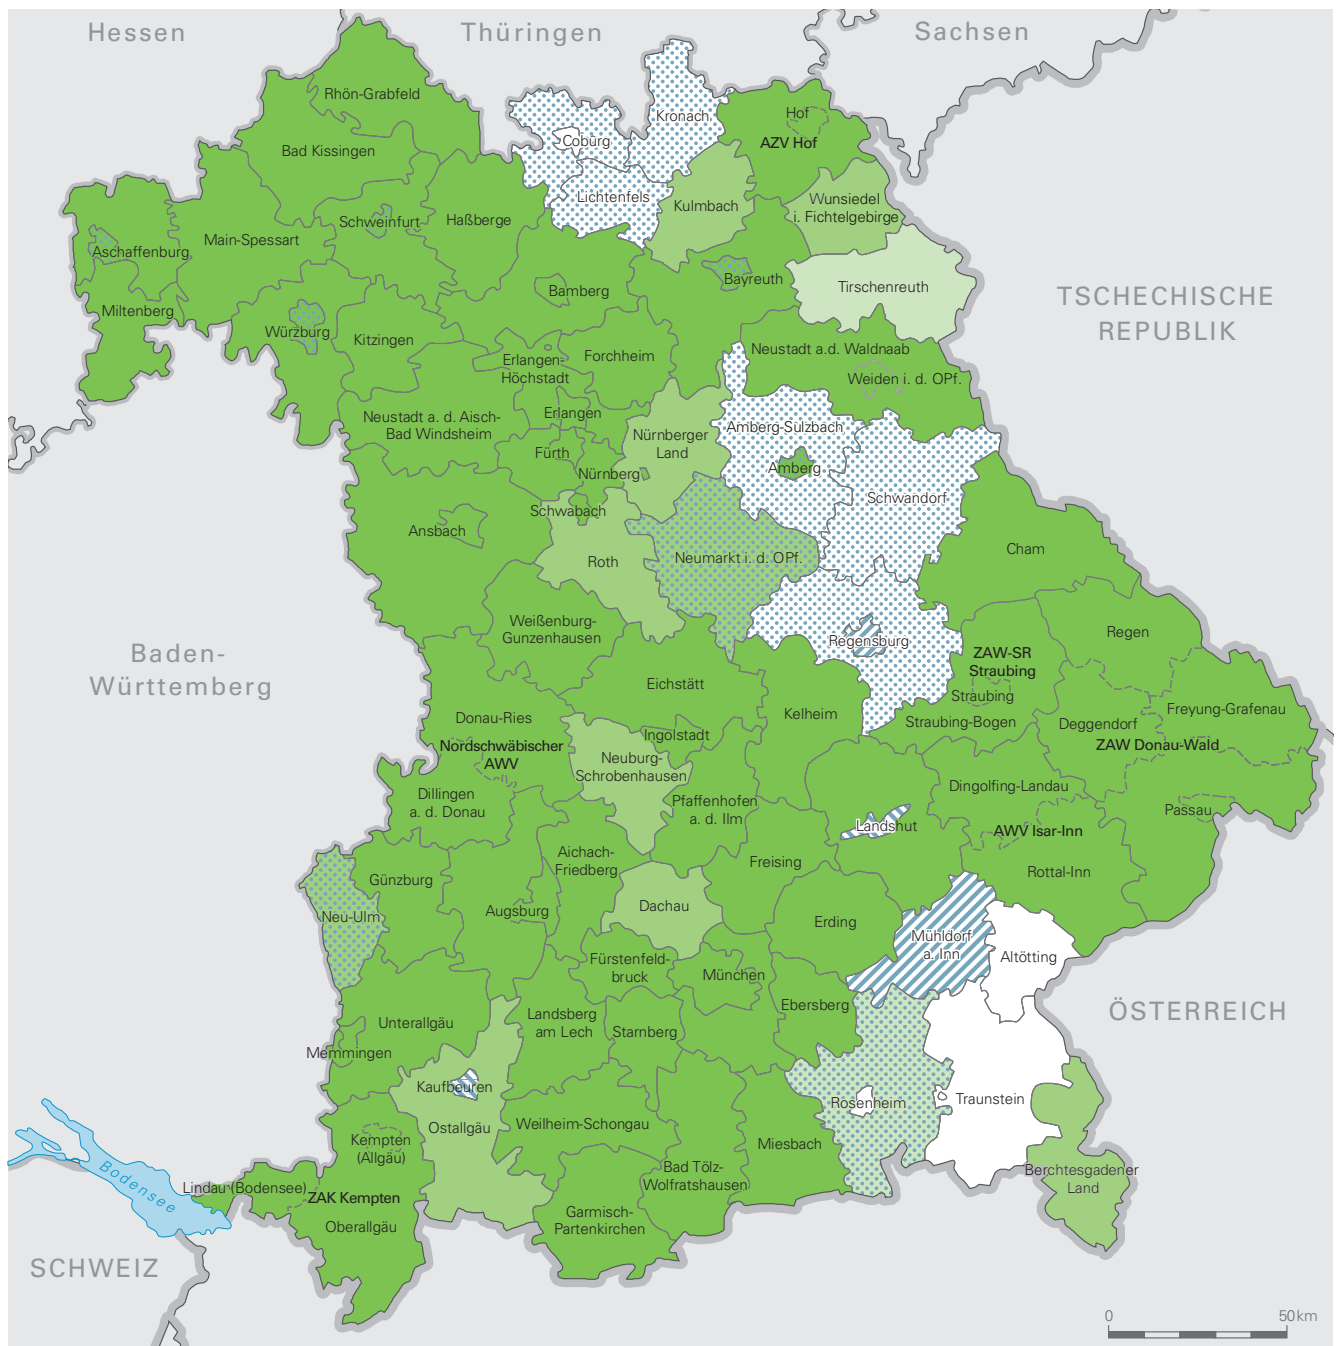 Hessen
Thüringen
Sachsen
Rhön-Grabfeld
Kronach
Hof
AZV Hof
Coburg
Bad Kissingen
Lichtenfels
Kulmbach
Wunsiedel
i. Fichtelgebirge
Schweinfurt
Haßberge
Main-Spessart
Aschaffenburg
Bayreuth
Tirschenreuth
Bamberg
TSCHECHISCHE
REPUBLIK
Miltenberg
Würzburg
Kitzingen
Erlangen-
Höchstadt
Forchheim
Neustadt a.d. Waldnaab
Weiden i. d. OPf.
Neustadt a. d. Aisch-
Bad Windsheim
Erlangen
Fürth
Nürnberger
Land
Amberg-Sulzbach
Amberg
Nürnberg
Schwandorf
Schwabach
Ansbach
Roth
Neumarkt i. d. OPf.
Cham
Weißenburg-
Gunzenhausen
Regensburg
Regen
Baden-
Württemberg
ZAW-SR
Straubing
Straubing
Eichstätt
Kelheim
Straubing-Bogen
Deggendorf
Freyung-Grafenau
ZAW Donau-Wald
Donau-Ries
Nordschwäbischer
AWV
Ingolstadt
Neuburg-
Schrobenhausen
Dillingen
a. d. Donau
Pfaffenhofen
a. d. Ilm
Dingolfing-Landau
Passau
Landshut
AWV Isar-Inn
Rottal-Inn
Aichach-
Friedberg
Freising
Günzburg
Augsburg
Dachau
Erding
Neu-Ulm
Mühldorf
a. Inn
Altötting
Fürstenfeld-
bruck
München
Ebersberg
ÖSTERREICH
Unterallgäu
Landsberg
am Lech
Starnberg
Memmingen
Kaufbeuren
Rosenheim
Traunstein
Ostallgäu
Weilheim-Schongau
Miesbach
Kempten
(Allgäu)
Bad Tölz-
Wolfratshausen
Berchtesgadener
Land
Bodensee
Lindau (Bodensee)
ZAK Kempten
Oberallgäu
Garmisch-
Partenkirchen
SCHWEIZ
0
50 km